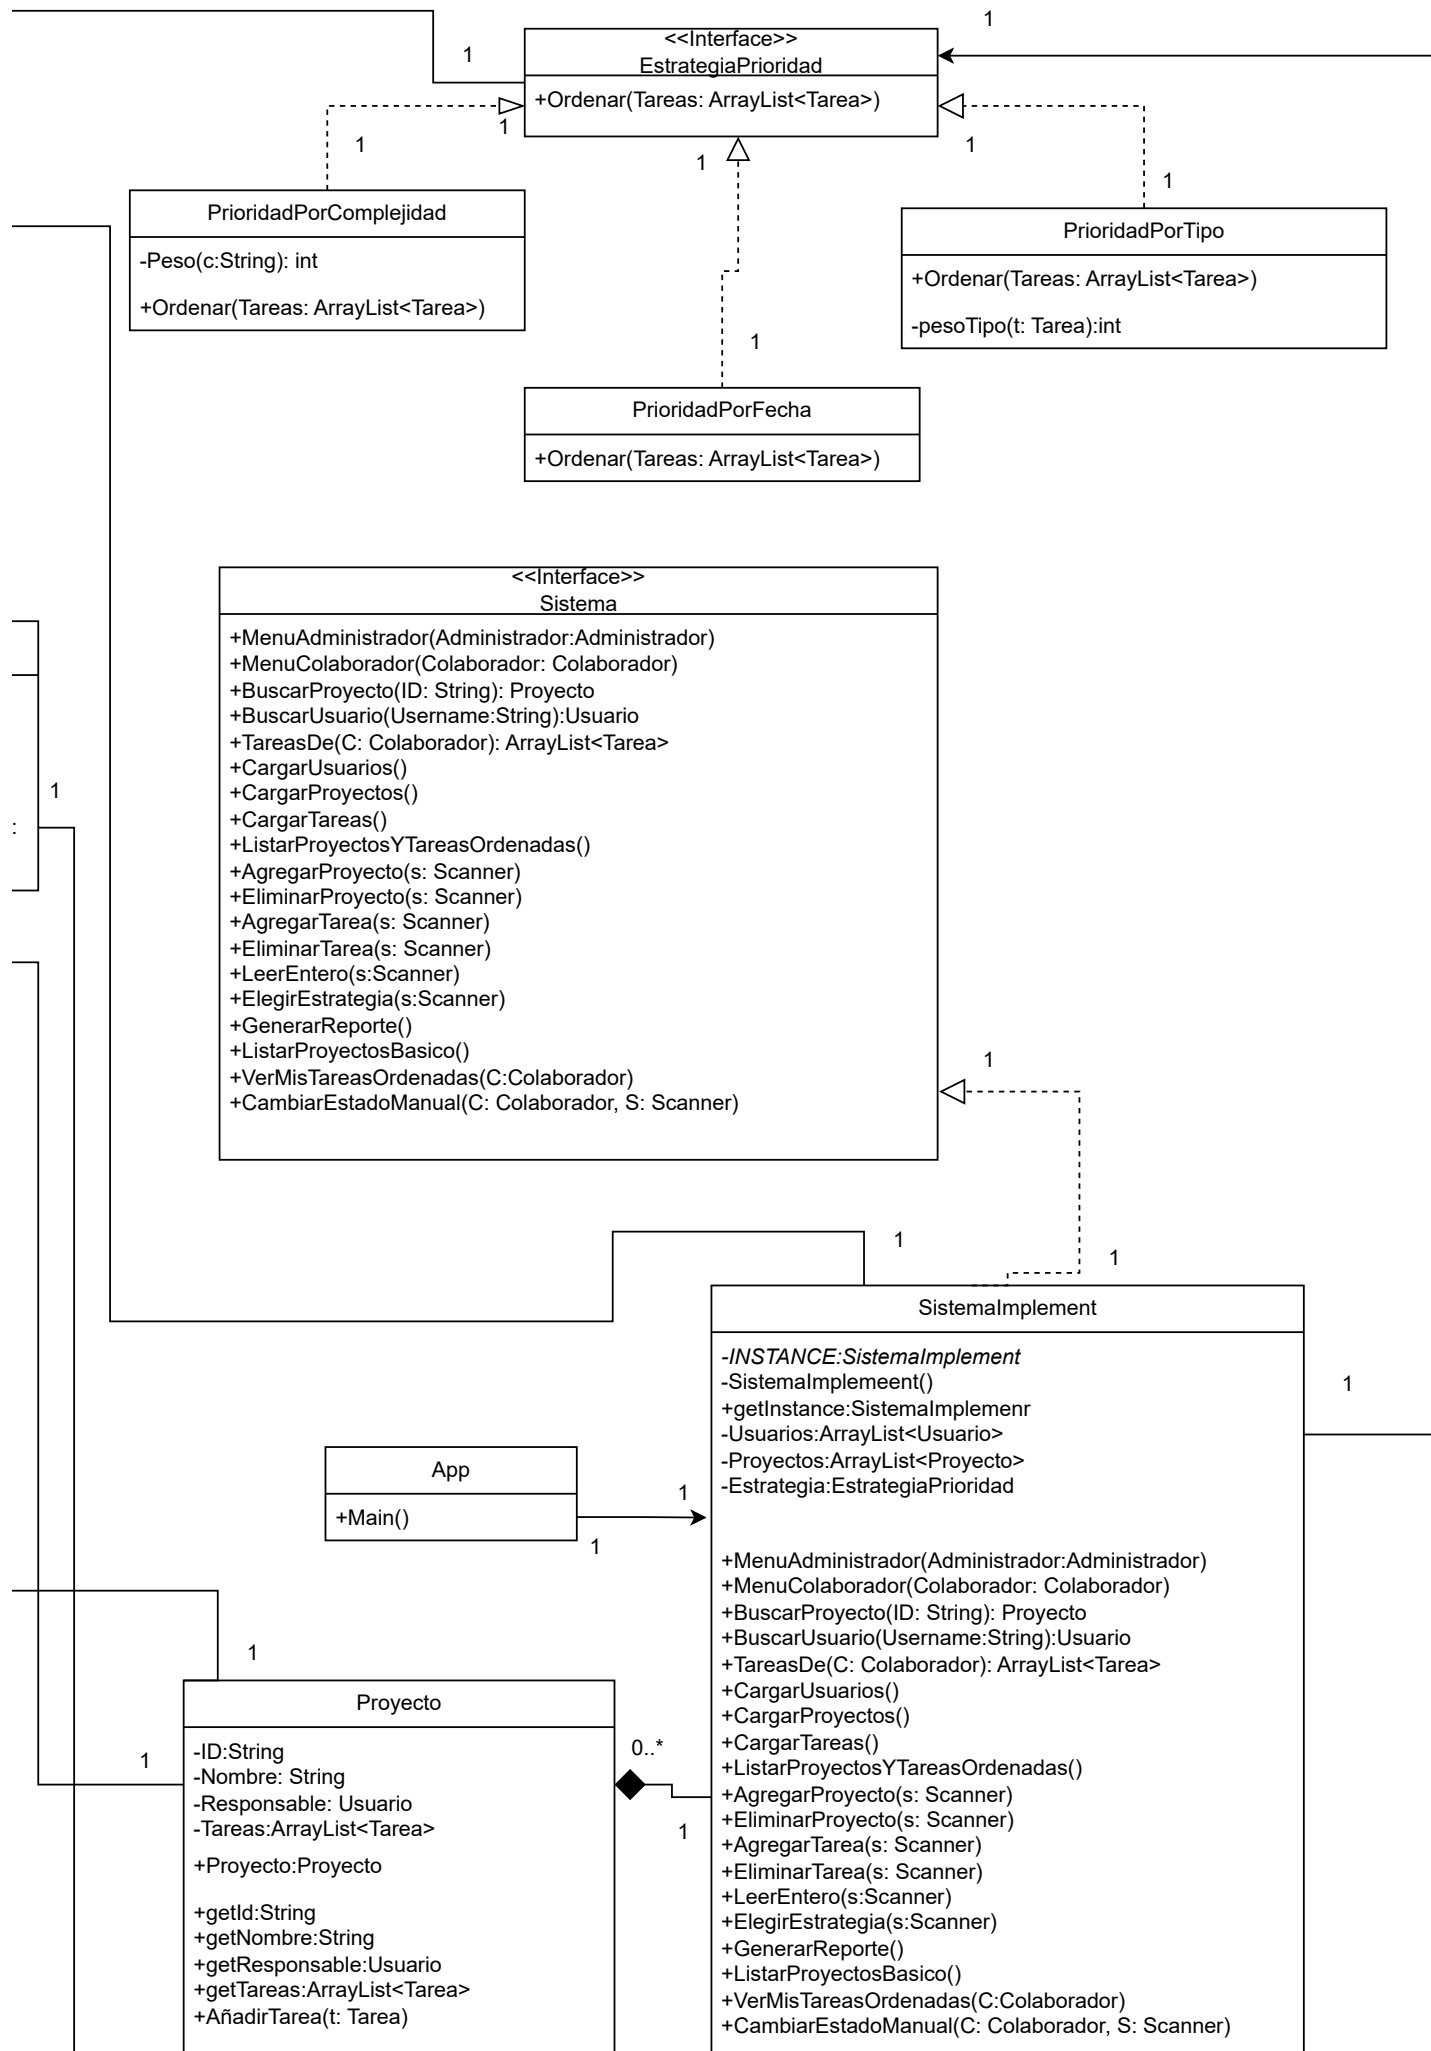 1
1
<<Interface>>
EstrategiaPrioridad
+Ordenar(Tareas: ArrayList<Tarea>)
1
1
1
1
1
PrioridadPorComplejidad
-Peso(c:String): int
+Ordenar(Tareas: ArrayList<Tarea>)
PrioridadPorTipo
+Ordenar(Tareas: ArrayList<Tarea>)
-pesoTipo(t: Tarea):int
1
PrioridadPorFecha
+Ordenar(Tareas: ArrayList<Tarea>)
<<Interface>>
Sistema
+MenuAdministrador(Administrador:Administrador)
+MenuColaborador(Colaborador: Colaborador)
+BuscarProyecto(ID: String): Proyecto
+BuscarUsuario(Username:String):Usuario
+TareasDe(C: Colaborador): ArrayList<Tarea>
+CargarUsuarios()
+CargarProyectos()
+CargarTareas()
+ListarProyectosYTareasOrdenadas()
+AgregarProyecto(s: Scanner)
+EliminarProyecto(s: Scanner)
+AgregarTarea(s: Scanner)
+EliminarTarea(s: Scanner)
+LeerEntero(s:Scanner)
+ElegirEstrategia(s:Scanner)
+GenerarReporte()
+ListarProyectosBasico()
+VerMisTareasOrdenadas(C:Colaborador)
+CambiarEstadoManual(C: Colaborador, S: Scanner)
1
:
1
1
1
SistemaImplement
-INSTANCE:SistemaImplement
-SistemaImplemeent()
+getInstance:SistemaImplemenr
-Usuarios:ArrayList<Usuario>
-Proyectos:ArrayList<Proyecto>
-Estrategia:EstrategiaPrioridad
+MenuAdministrador(Administrador:Administrador)
+MenuColaborador(Colaborador: Colaborador)
+BuscarProyecto(ID: String): Proyecto
+BuscarUsuario(Username:String):Usuario
+TareasDe(C: Colaborador): ArrayList<Tarea>
+CargarUsuarios()
+CargarProyectos()
+CargarTareas()
+ListarProyectosYTareasOrdenadas()
+AgregarProyecto(s: Scanner)
+EliminarProyecto(s: Scanner)
+AgregarTarea(s: Scanner)
+EliminarTarea(s: Scanner)
+LeerEntero(s:Scanner)
+ElegirEstrategia(s:Scanner)
+GenerarReporte()
+ListarProyectosBasico()
+VerMisTareasOrdenadas(C:Colaborador)
+CambiarEstadoManual(C: Colaborador, S: Scanner)
1
App
+Main()
1
1
1
1
Proyecto
-ID:String
-Nombre: String
-Responsable: Usuario
-Tareas:ArrayList<Tarea>
+Proyecto:Proyecto
+getId:String
+getNombre:String
+getResponsable:Usuario
+getTareas:ArrayList<Tarea>
+AñadirTarea(t: Tarea)
0..*
1